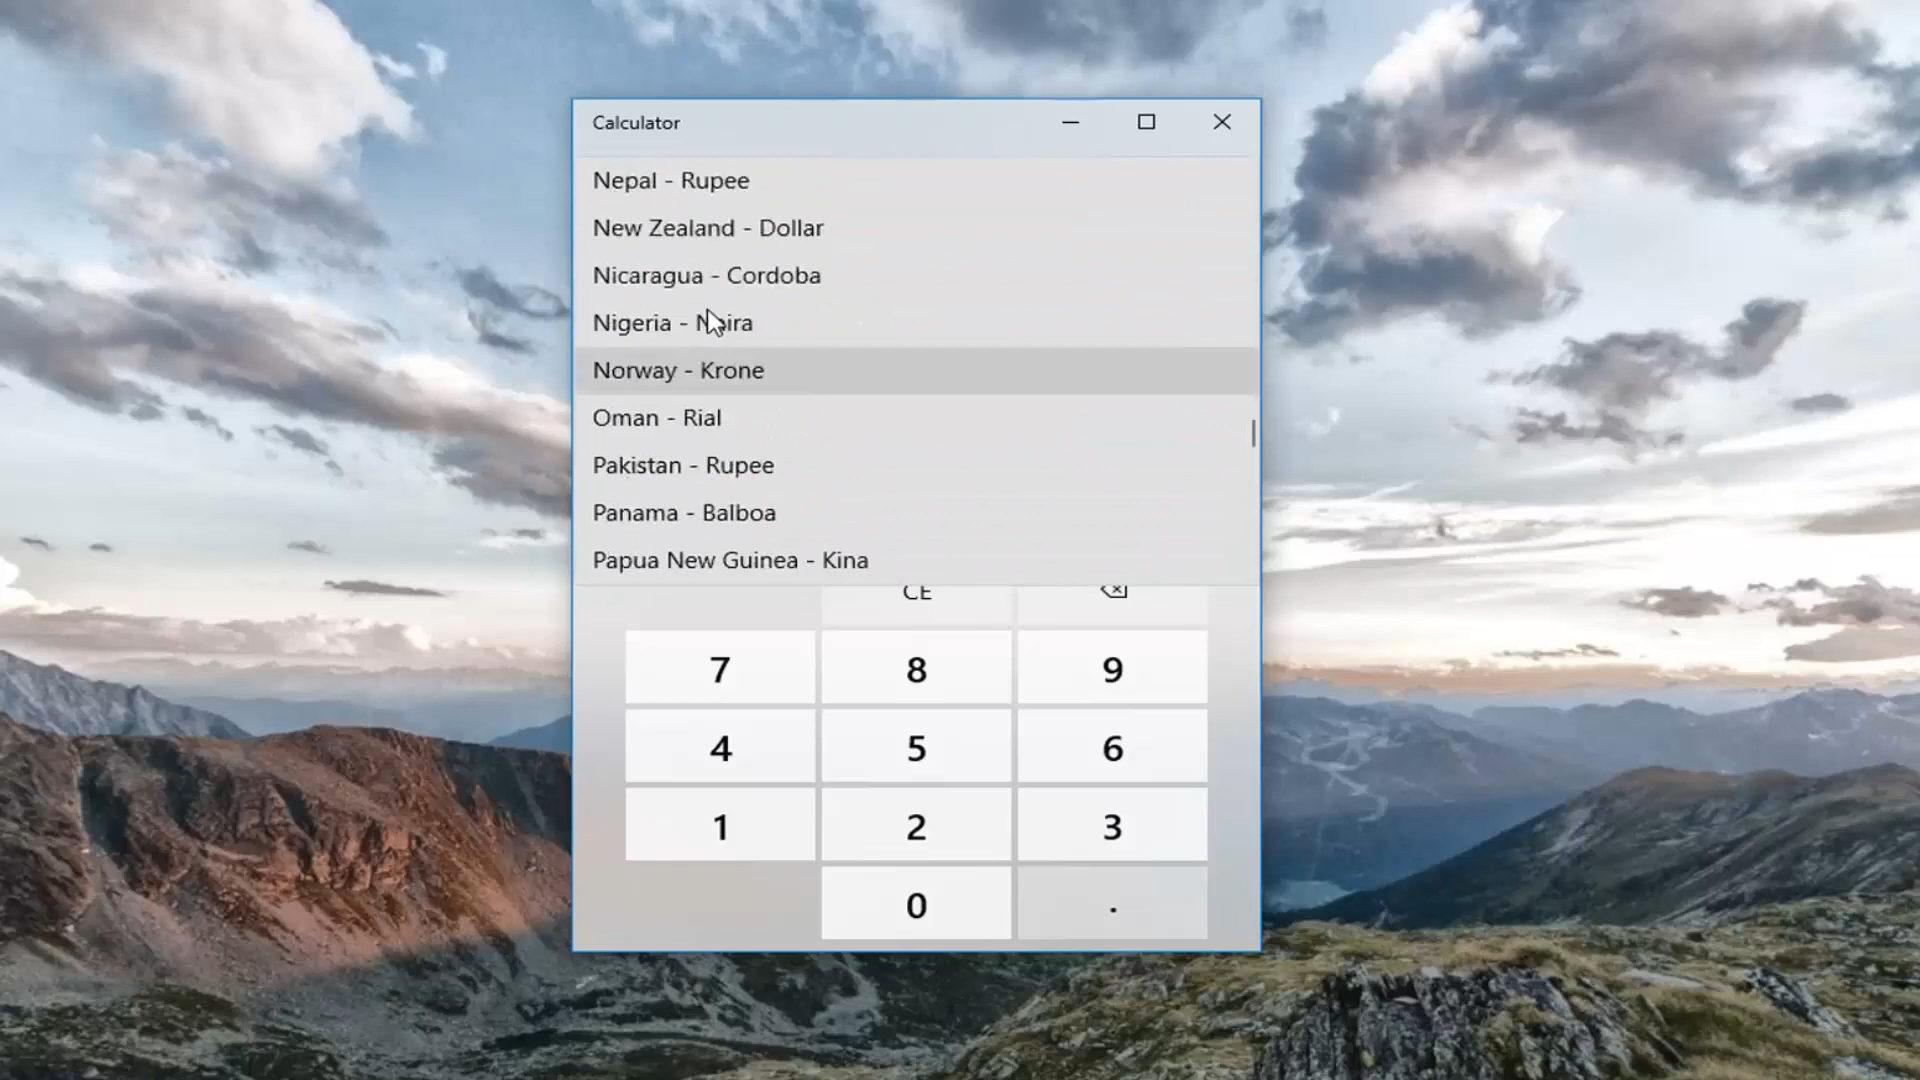 Calculator
Nepal - Rupee
New Zealand - Dollar
Nicaragua - Cordoba
Nigeria - Naira
Norway - Krone
Oman - Rial
Pakistan - Rupee
Panama - Balboa
Papua New Guinea - Kina
CE
7 8 9
4 5 6
1 2 3
0 .